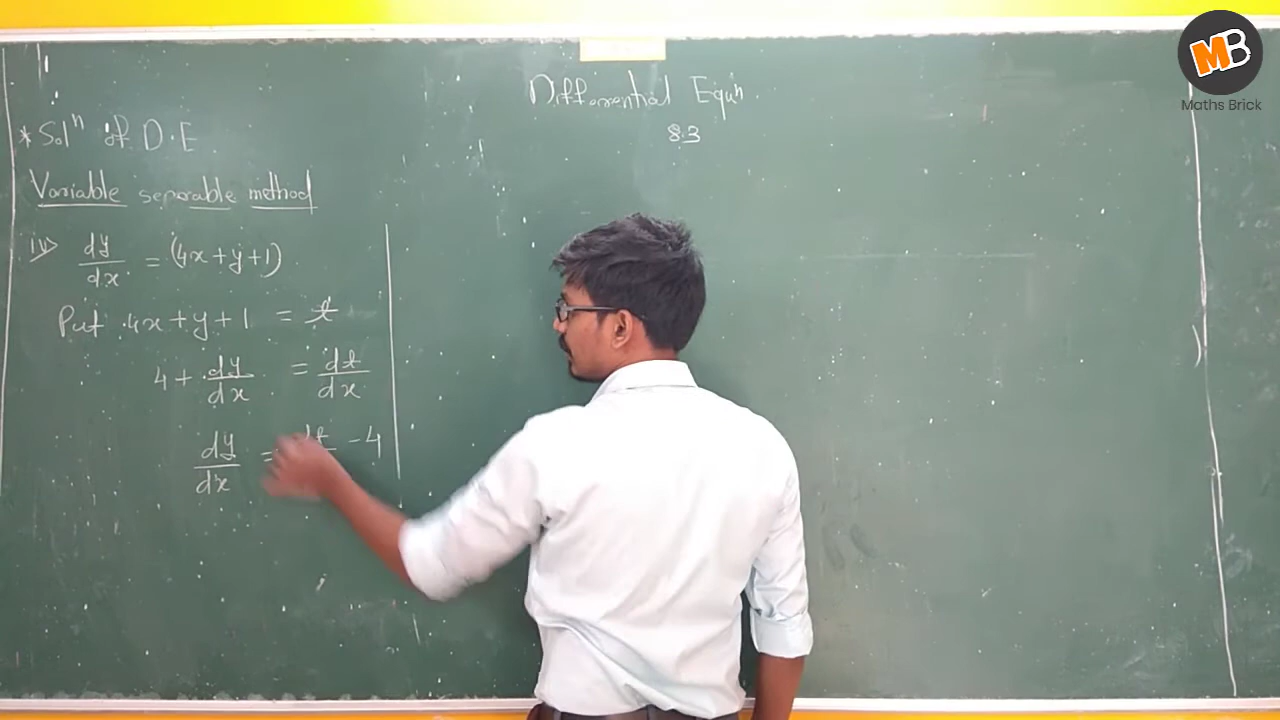 Differential Equⁿ.
8.3
* Solⁿ of D.E
Variable separable method
iv> dy/dx = (4x+y+1)
Put 4x+y+1 = t
4 + dy/dx = dt/dx
dy/dx = dt - 4
MB
Maths Brick